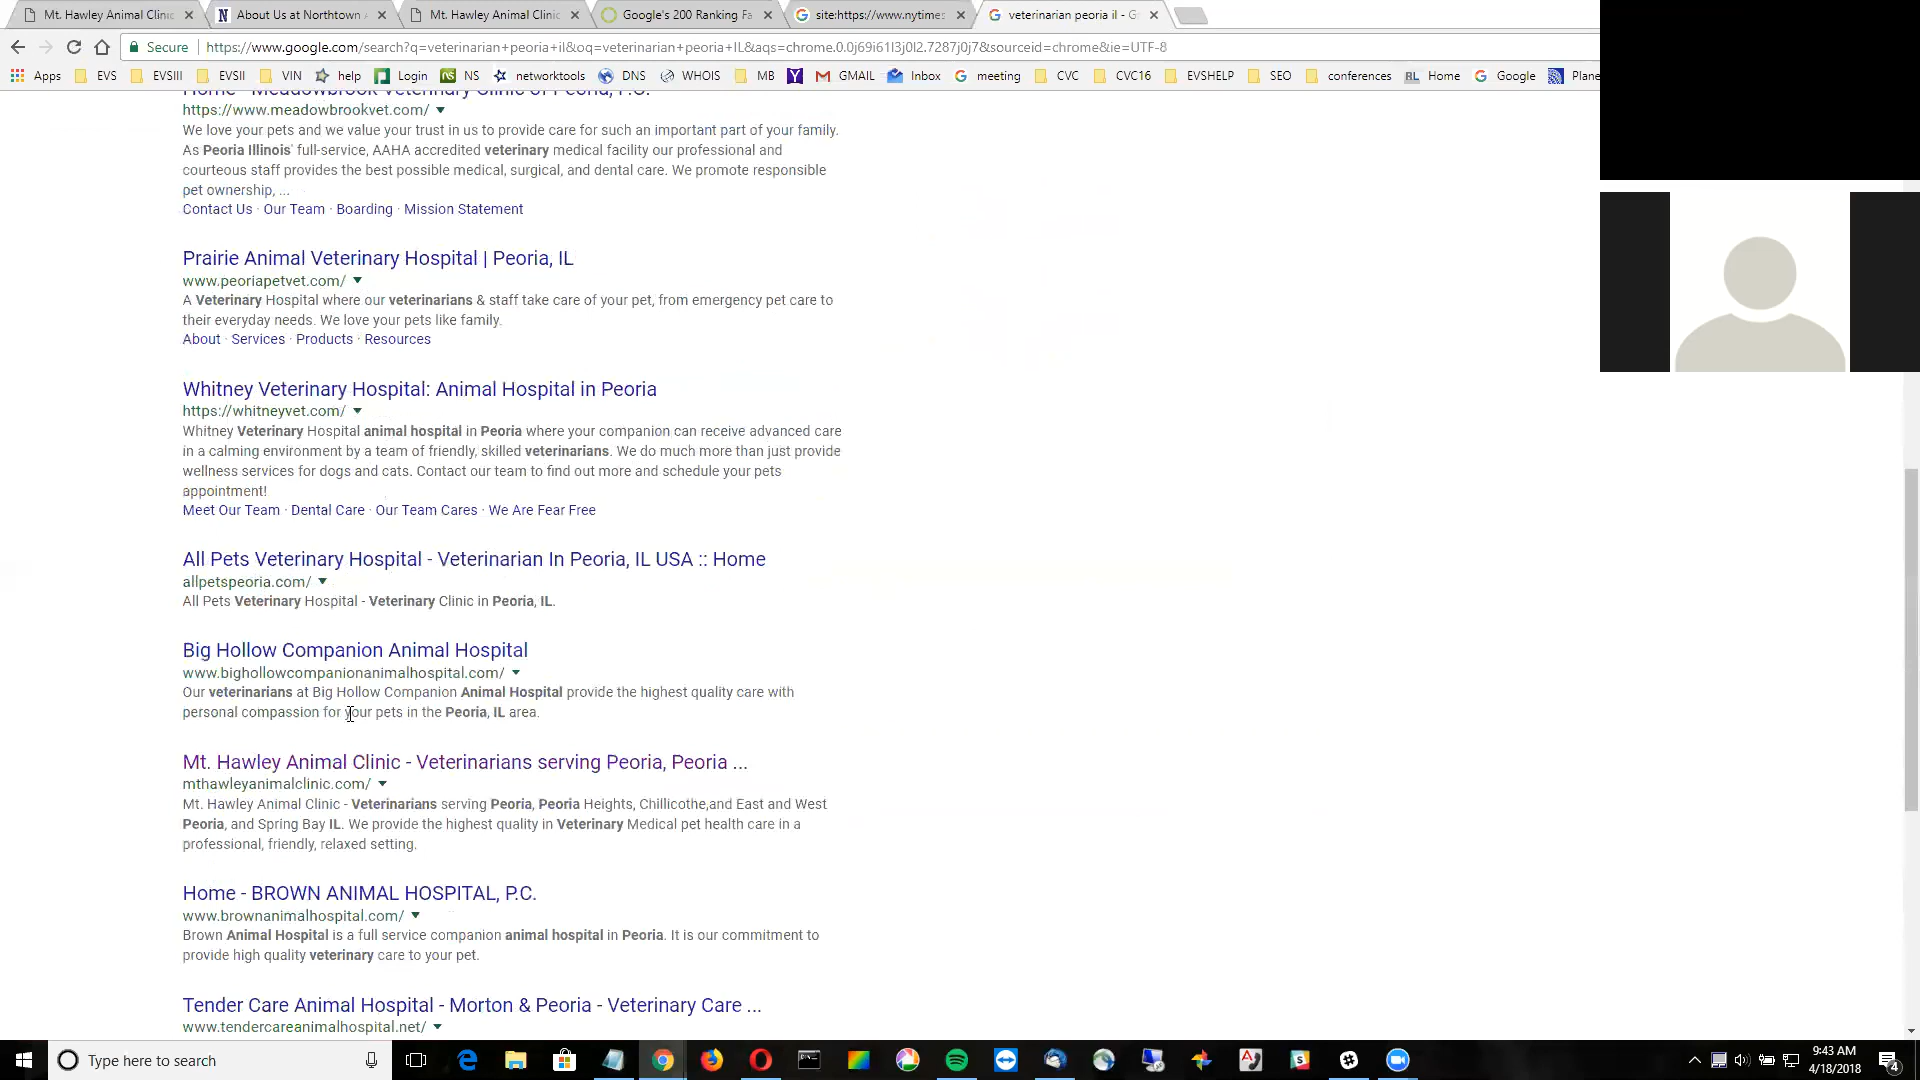 Mt. Hawley Animal Clinic
About Us at Northtown
Mt. Hawley Animal Clinic
Google's 200 Ranking Fa
site:https://www.nytimes
veterinarian peoria il - G
Secure
https://www.google.com/search?q=veterinarian+peoria+il&oq=veterinarian+peoria+IL&aqs=chrome.0.0j69i61l3j0l2.7287j0j7&sourceid=chrome&ie=UTF-8
Apps EVS EVSIII EVSII VIN help Login NS networktools DNS WHOIS MB GMAIL Inbox meeting CVC CVC16 EVSHELP SEO conferences Home Google Plane
Home - Meadowbrook Veterinary Clinic of Peoria, P.C.
https://www.meadowbrookvet.com/
We love your pets and we value your trust in us to provide care for such an important part of your family.
As Peoria Illinois' full-service, AAHA accredited veterinary medical facility our professional and
courteous staff provides the best possible medical, surgical, and dental care. We promote responsible
pet ownership, ...
Contact Us · Our Team · Boarding · Mission Statement
Prairie Animal Veterinary Hospital | Peoria, IL
www.peoriapetvet.com/
A Veterinary Hospital where our veterinarians & staff take care of your pet, from emergency pet care to
their everyday needs. We love your pets like family.
About · Services · Products · Resources
Whitney Veterinary Hospital: Animal Hospital in Peoria
https://whitneyvet.com/
Whitney Veterinary Hospital animal hospital in Peoria where your companion can receive advanced care
in a calming environment by a team of friendly, skilled veterinarians. We do much more than just provide
wellness services for dogs and cats. Contact our team to find out more and schedule your pets
appointment!
Meet Our Team · Dental Care · Our Team Cares · We Are Fear Free
All Pets Veterinary Hospital - Veterinarian In Peoria, IL USA :: Home
allpetspeoria.com/
All Pets Veterinary Hospital - Veterinary Clinic in Peoria, IL.
Big Hollow Companion Animal Hospital
www.bighollowcompanionanimalhospital.com/
Our veterinarians at Big Hollow Companion Animal Hospital provide the highest quality care with
personal compassion for your pets in the Peoria, IL area.
Mt. Hawley Animal Clinic - Veterinarians serving Peoria, Peoria ...
mthawleyanimalclinic.com/
Mt. Hawley Animal Clinic - Veterinarians serving Peoria, Peoria Heights, Chillicothe,and East and West
Peoria, and Spring Bay IL. We provide the highest quality in Veterinary Medical pet health care in a
professional, friendly, relaxed setting.
Home - BROWN ANIMAL HOSPITAL, P.C.
www.brownanimalhospital.com/
Brown Animal Hospital is a full service companion animal hospital in Peoria. It is our commitment to
provide high quality veterinary care to your pet.
Tender Care Animal Hospital - Morton & Peoria - Veterinary Care ...
www.tendercareanimalhospital.net/
Type here to search
9:43 AM
4/18/2018
4